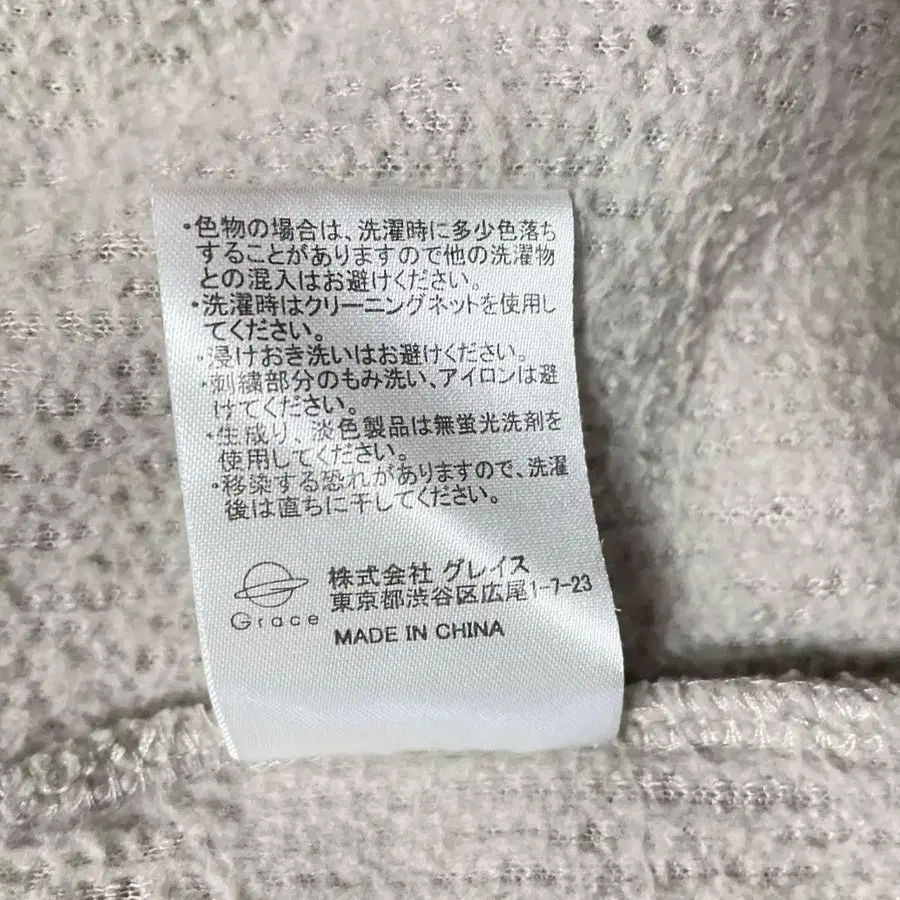 ・色物の場合は、洗濯時に多少色落ち
することがありますので他の洗濯物
との混入はお避けください。
・洗濯時はクリーニングネットを使用し
てください。
・浸けおき洗いはお避けください。
・刺繍部分のもみ洗い、アイロンは避
けてください。
・生成り、淡色製品は無蛍光洗剤を
使用してください。
・移染する恐れがありますので、洗濯
後は直ちに干してください。
Grace
株式会社 グレイス
東京都渋谷区広尾1-7-23
MADE IN CHINA